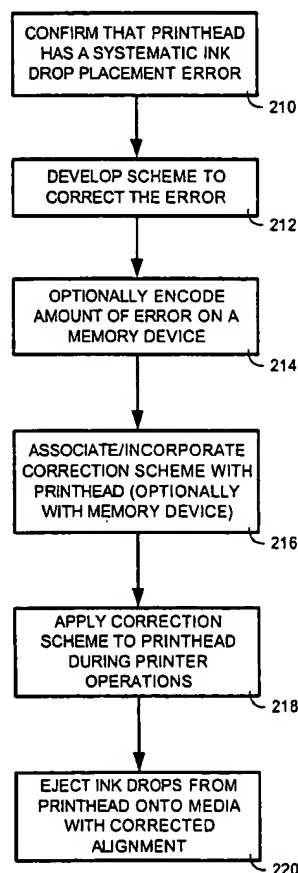 CONFIRM THAT PRINTHEAD
HAS A SYSTEMATIC INK
DROP PLACEMENT ERROR
210
DEVELOP SCHEME TO
CORRECT THE ERROR
212
OPTIONALLY ENCODE
AMOUNT OF ERROR ON A
MEMORY DEVICE
214
ASSOCIATE/INCORPORATE
CORRECTION SCHEME WITH
PRINTHEAD (OPTIONALLY
WITH MEMORY DEVICE)
216
APPLY CORRECTION
SCHEME TO PRINTHEAD
DURING PRINTER
OPERATIONS
218
EJECT INK DROPS FROM
PRINTHEAD ONTO MEDIA
WITH CORRECTED
ALIGNMENT
220